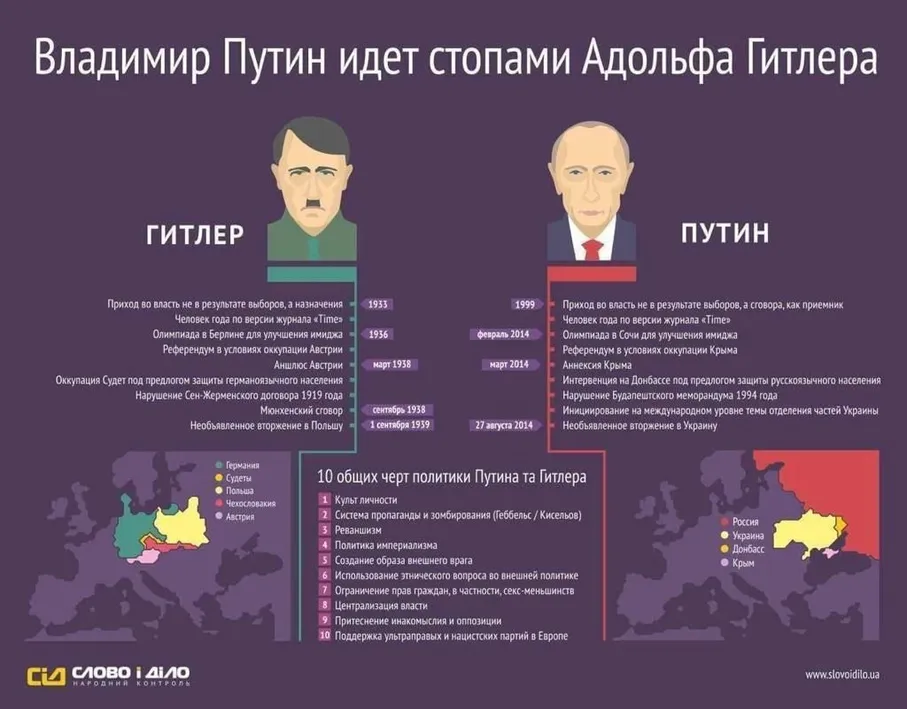 Владимир Путин идет стопами Адольфа Гитлера
ГИТЛЕР
ПУТИН
Приход во власть не в результате выборов, а назначения
1933
Человек года по версии журнала «Time»
Олимпиада в Берлине для улучшения имиджа
1936
Референдум в условиях оккупации Австрии
Аншлюс Австрии
март 1938
Оккупация Судет под предлогом защиты германоязычного населения
Нарушение Сен-Жерменского договора 1919 года
Мюнхенский сговор
сентябрь 1938
Необъявленное вторжение в Польшу
1 сентября 1939
1999
Приход во власть не в результате выборов, а сговора, как приемник
Человек года по версии журнала «Time»
февраль 2014
Олимпиада в Сочи для улучшения имиджа
Референдум в условиях оккупации Крыма
март 2014
Аннексия Крыма
Интервенция на Донбассе под предлогом защиты русскоязычного населения
Нарушение Будапештского меморандума 1994 года
Инициирование на международном уровне темы отделения частей Украины
27 августа 2014
Необъявленное вторжение в Украину
Германия
Судеты
Польша
Чехословакия
Австрия
10 общих черт политики Путина та Гитлера
1 Культ личности
2 Система пропаганды и зомбирования (Геббельс / Кисельов)
3 Реваншизм
4 Политика империализма
5 Создание образа внешнего врага
6 Использование этнического вопроса во внешней политике
7 Ограничение прав граждан, в частности, секс-меньшинств
8 Централизация власти
9 Притеснение инакомыслия и оппозиции
10 Поддержка ультраправых и нацистских партий в Европе
Россия
Украина
Донбасс
Крым
СіД СЛОВО і ДіЛО
НАРОДНИЙ КОНТРОЛЬ
www.slovoidilo.ua